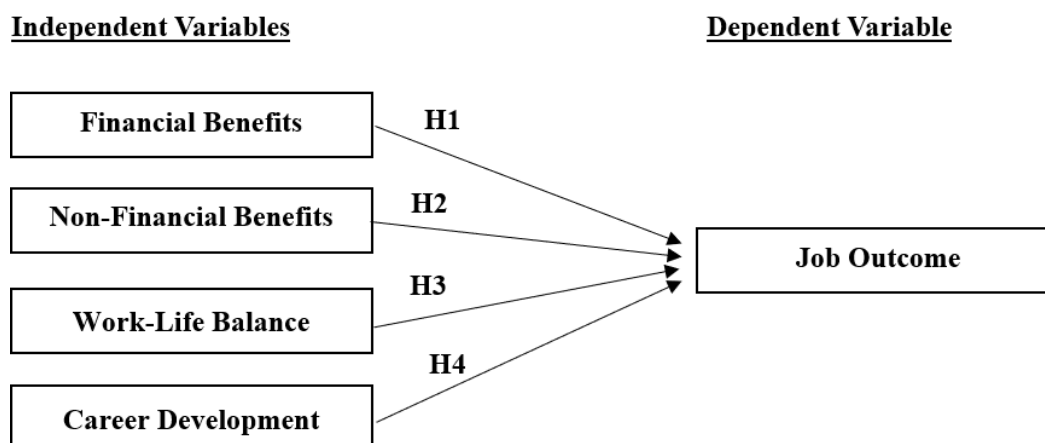 Independent Variables
Dependent Variable
Financial Benefits
H1
Non-Financial Benefits
H2
Job Outcome
Work-Life Balance
H3
Career Development
H4